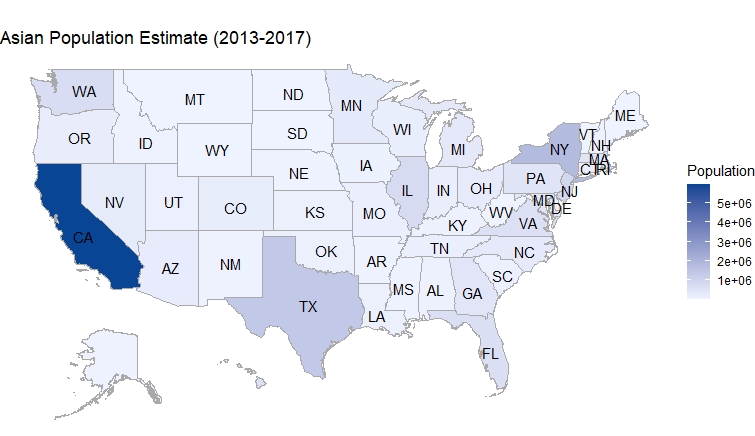 Asian Population Estimate (2013-2017)
WA
MT
ND
MN
ME
VT
NH
OR
ID
SD
WI
MI
NY
MA
WY
CT
RI
IA
NE
PA
NV
UT
CO
IL
IN
OH
NJ
MD
DE
KS
MO
WV
VA
KY
CA
AZ
NM
OK
AR
TN
NC
SC
TX
LA
MS
AL
GA
FL
Population
5e+06
4e+06
3e+06
2e+06
1e+06